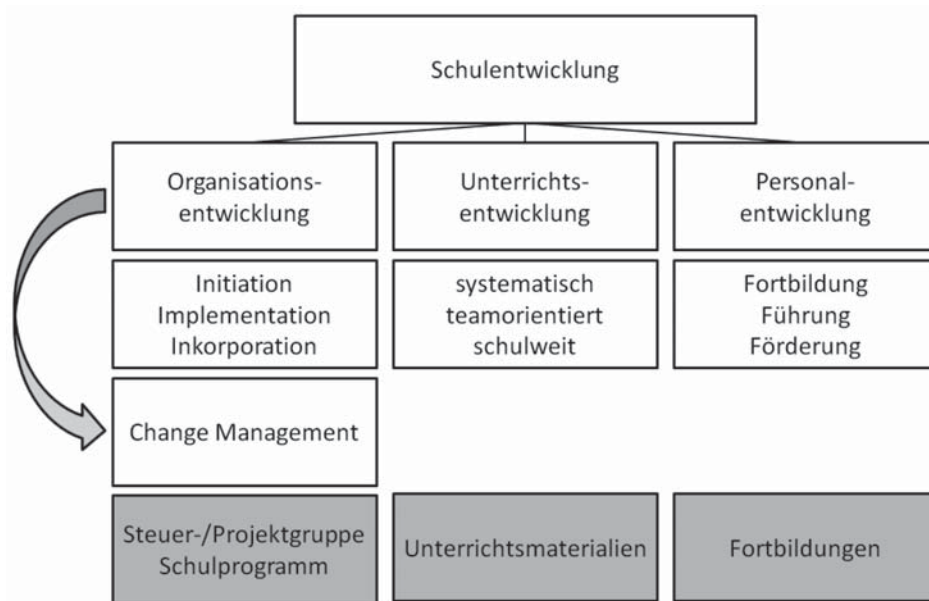 Schulentwicklung
Organisations-
entwicklung
Unterrichts-
entwicklung
Personal-
entwicklung
Initiation
Implementation
Inkorporation
systematisch
teamorientiert
schulweit
Fortbildung
Führung
Förderung
Change Management
Steuer-/Projektgruppe
Schulprogramm
Unterrichtsmaterialien
Fortbildungen